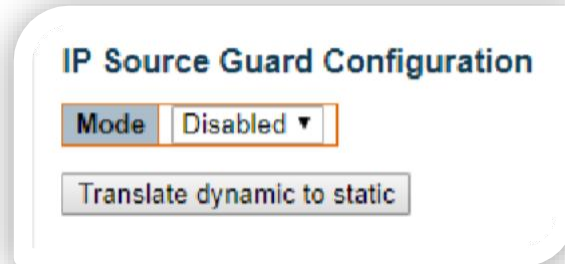 IP Source Guard Configuration
Mode Disabled
Translate dynamic to static